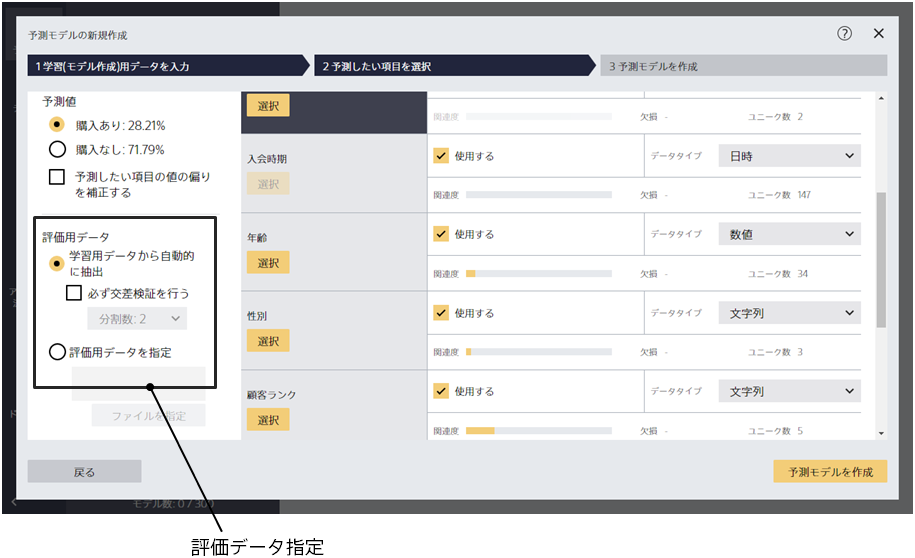 予測モデルの新規作成
?
1 学習(モデル作成)用データを入力
2 予測したい項目を選択
3 予測モデルを作成
予測値
購入あり: 28.21%
購入なし: 71.79%
予測したい項目の値の偏り
を補正する
評価用データ
学習用データから自動的
に抽出
必ず交差検証を行う
分割数: 2
評価用データを指定
ファイルを指定
選択
関連度
欠損 -
ユニーク数 2
入会時期
選択
使用する
データタイプ
日時
関連度
欠損 -
ユニーク数 147
年齢
選択
使用する
データタイプ
数値
関連度
欠損 -
ユニーク数 34
性別
選択
使用する
データタイプ
文字列
関連度
欠損 -
ユニーク数 3
顧客ランク
選択
使用する
データタイプ
文字列
関連度
欠損 -
ユニーク数 5
戻る
予測モデルを作成
モデル数: 0 / 300
評価データ指定